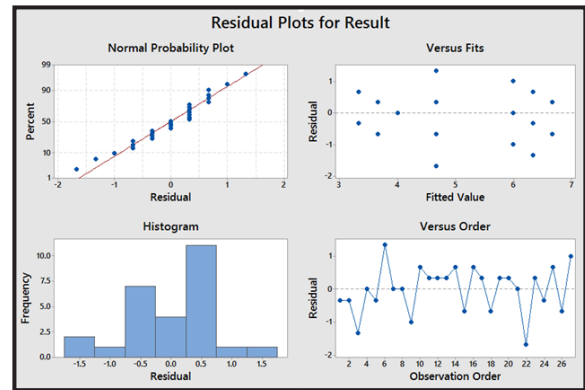 Residual Plots for Result
Normal Probability Plot
99
90
50
10
1
Percent
-2 -1 0 1 2
Residual
Versus Fits
1
0
-1
-2
Residual
3 4 5 6 7
Fitted Value
Histogram
10.0
7.5
5.0
2.5
0.0
Frequency
-1.5 -1.0 -0.5 0.0 0.5 1.0 1.5
Residual
Versus Order
1
0
-1
-2
Residual
2 4 6 8 10 12 14 16 18 20 22 24 26
Observation Order